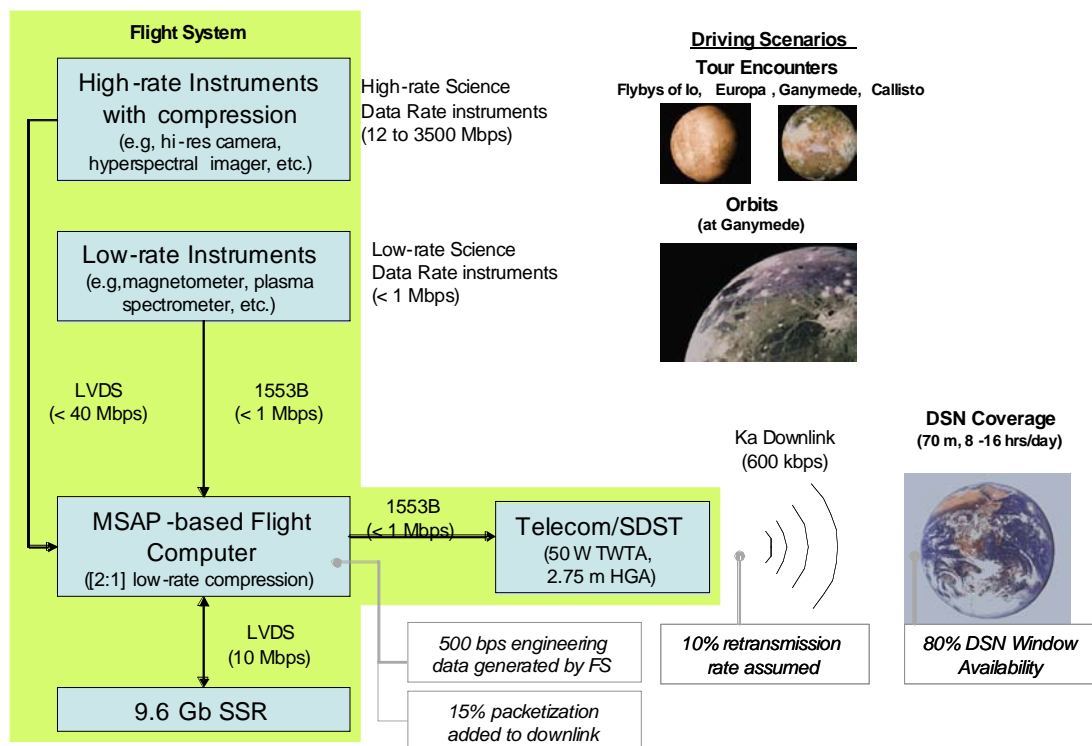 Flight System
High-rate Instruments
with compression
(e.g, hi-res camera,
hyperspectral imager, etc.)
High-rate Science
Data Rate instruments
(12 to 3500 Mbps)
Driving Scenarios
Tour Encounters
Flybys of Io, Europa , Ganymede, Callisto
Orbits
(at Ganymede)
Low-rate Instruments
(e.g,magnetometer, plasma
spectrometer, etc.)
Low-rate Science
Data Rate instruments
(< 1 Mbps)
LVDS
(< 40 Mbps)
1553B
(< 1 Mbps)
MSAP-based Flight
Computer
([2:1] low-rate compression)
1553B
(< 1 Mbps)
Telecom/SDST
(50 W TWTA,
2.75 m HGA)
Ka Downlink
(600 kbps)
DSN Coverage
(70 m, 8 -16 hrs/day)
LVDS
(10 Mbps)
9.6 Gb SSR
500 bps engineering
data generated by FS
15% packetization
added to downlink
10% retransmission
rate assumed
80% DSN Window
Availability